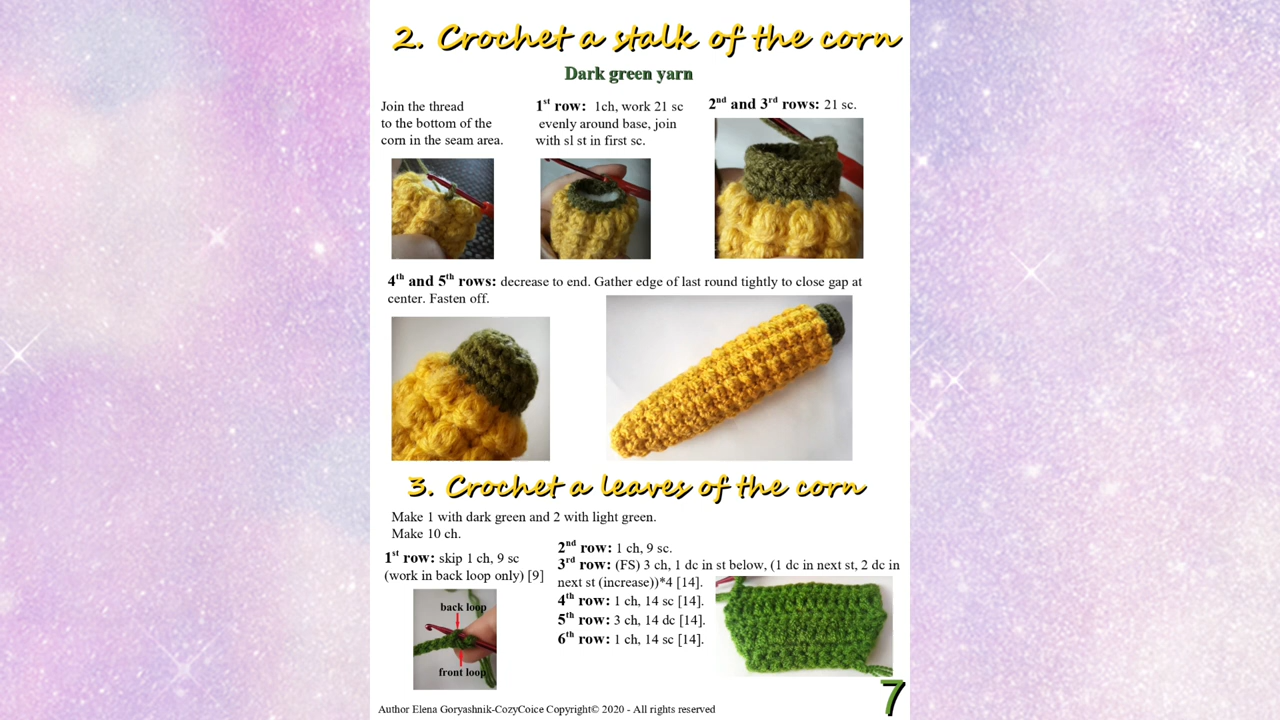 2. Crochet a stalk of the corn
Dark green yarn
Join the thread
to the bottom of the
corn in the seam area.
1st row: 1ch, work 21 sc
evenly around base, join
with sl st in first sc.
2nd and 3rd rows: 21 sc.
4th and 5th rows: decrease to end. Gather edge of last round tightly to close gap at
center. Fasten off.
3. Crochet a leaves of the corn
Make 1 with dark green and 2 with light green.
Make 10 ch.
1st row: skip 1 ch, 9 sc
(work in back loop only) [9]
back loop
front loop
2nd row: 1 ch, 9 sc.
3rd row: (FS) 3 ch, 1 dc in st below, (1 dc in next st, 2 dc in
next st (increase))*4 [14].
4th row: 1 ch, 14 sc [14].
5th row: 3 ch, 14 dc [14].
6th row: 1 ch, 14 sc [14].
7
Author Elena Goryashnik-CozyCoice Copyright© 2020 - All rights reserved